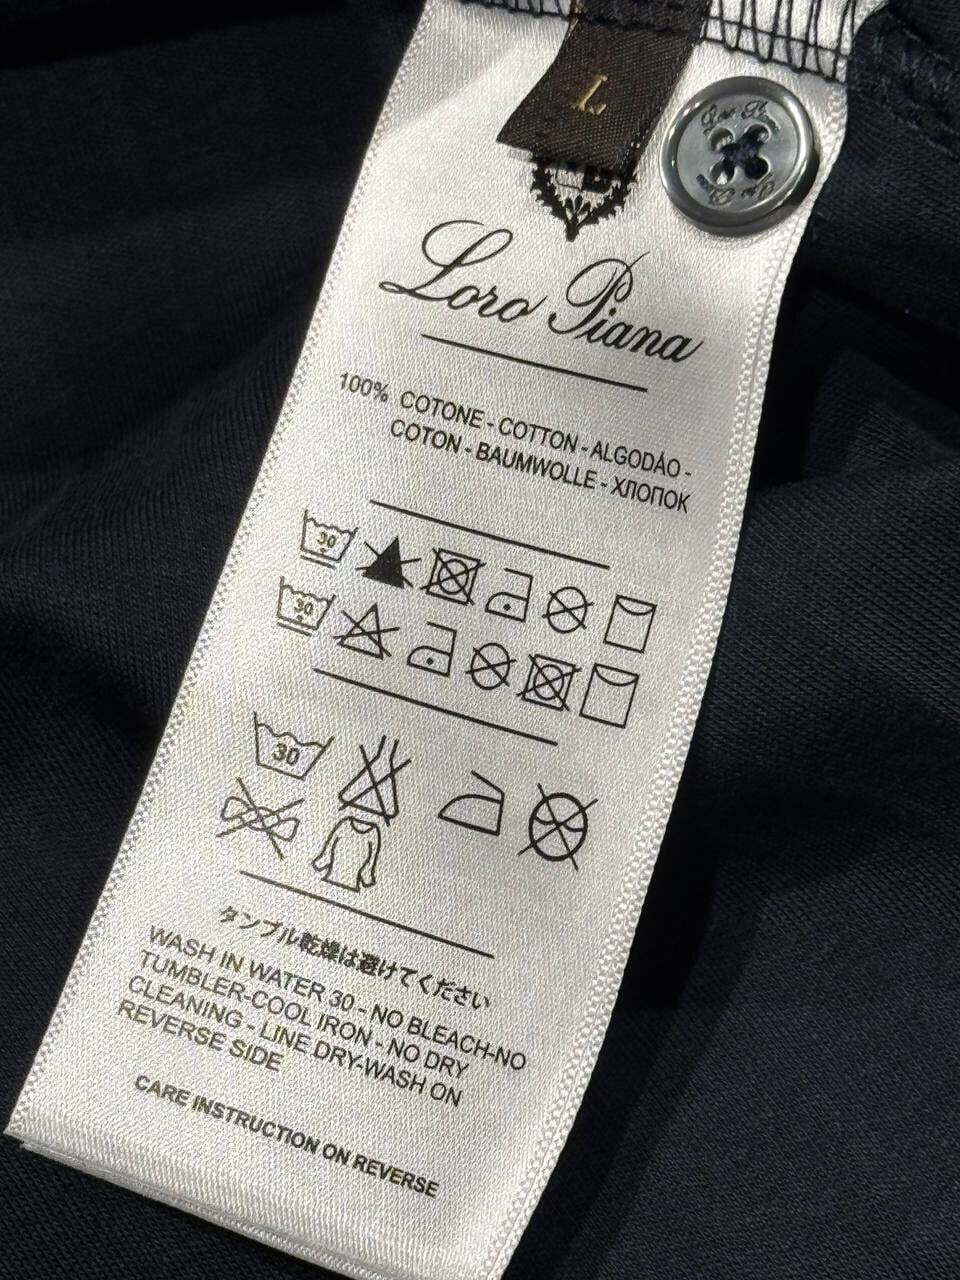 L
Loro Piana
Loro Piana
100% COTONE - COTTON - ALGODÃO -
COTON - BAUMWOLLE - ХЛОПОК
30
30
30
タンブル乾燥は避けてください
WASH IN WATER 30 - NO BLEACH-NO
TUMBLER-COOL IRON - NO DRY
CLEANING - LINE DRY-WASH ON
REVERSE SIDE
CARE INSTRUCTION ON REVERSE